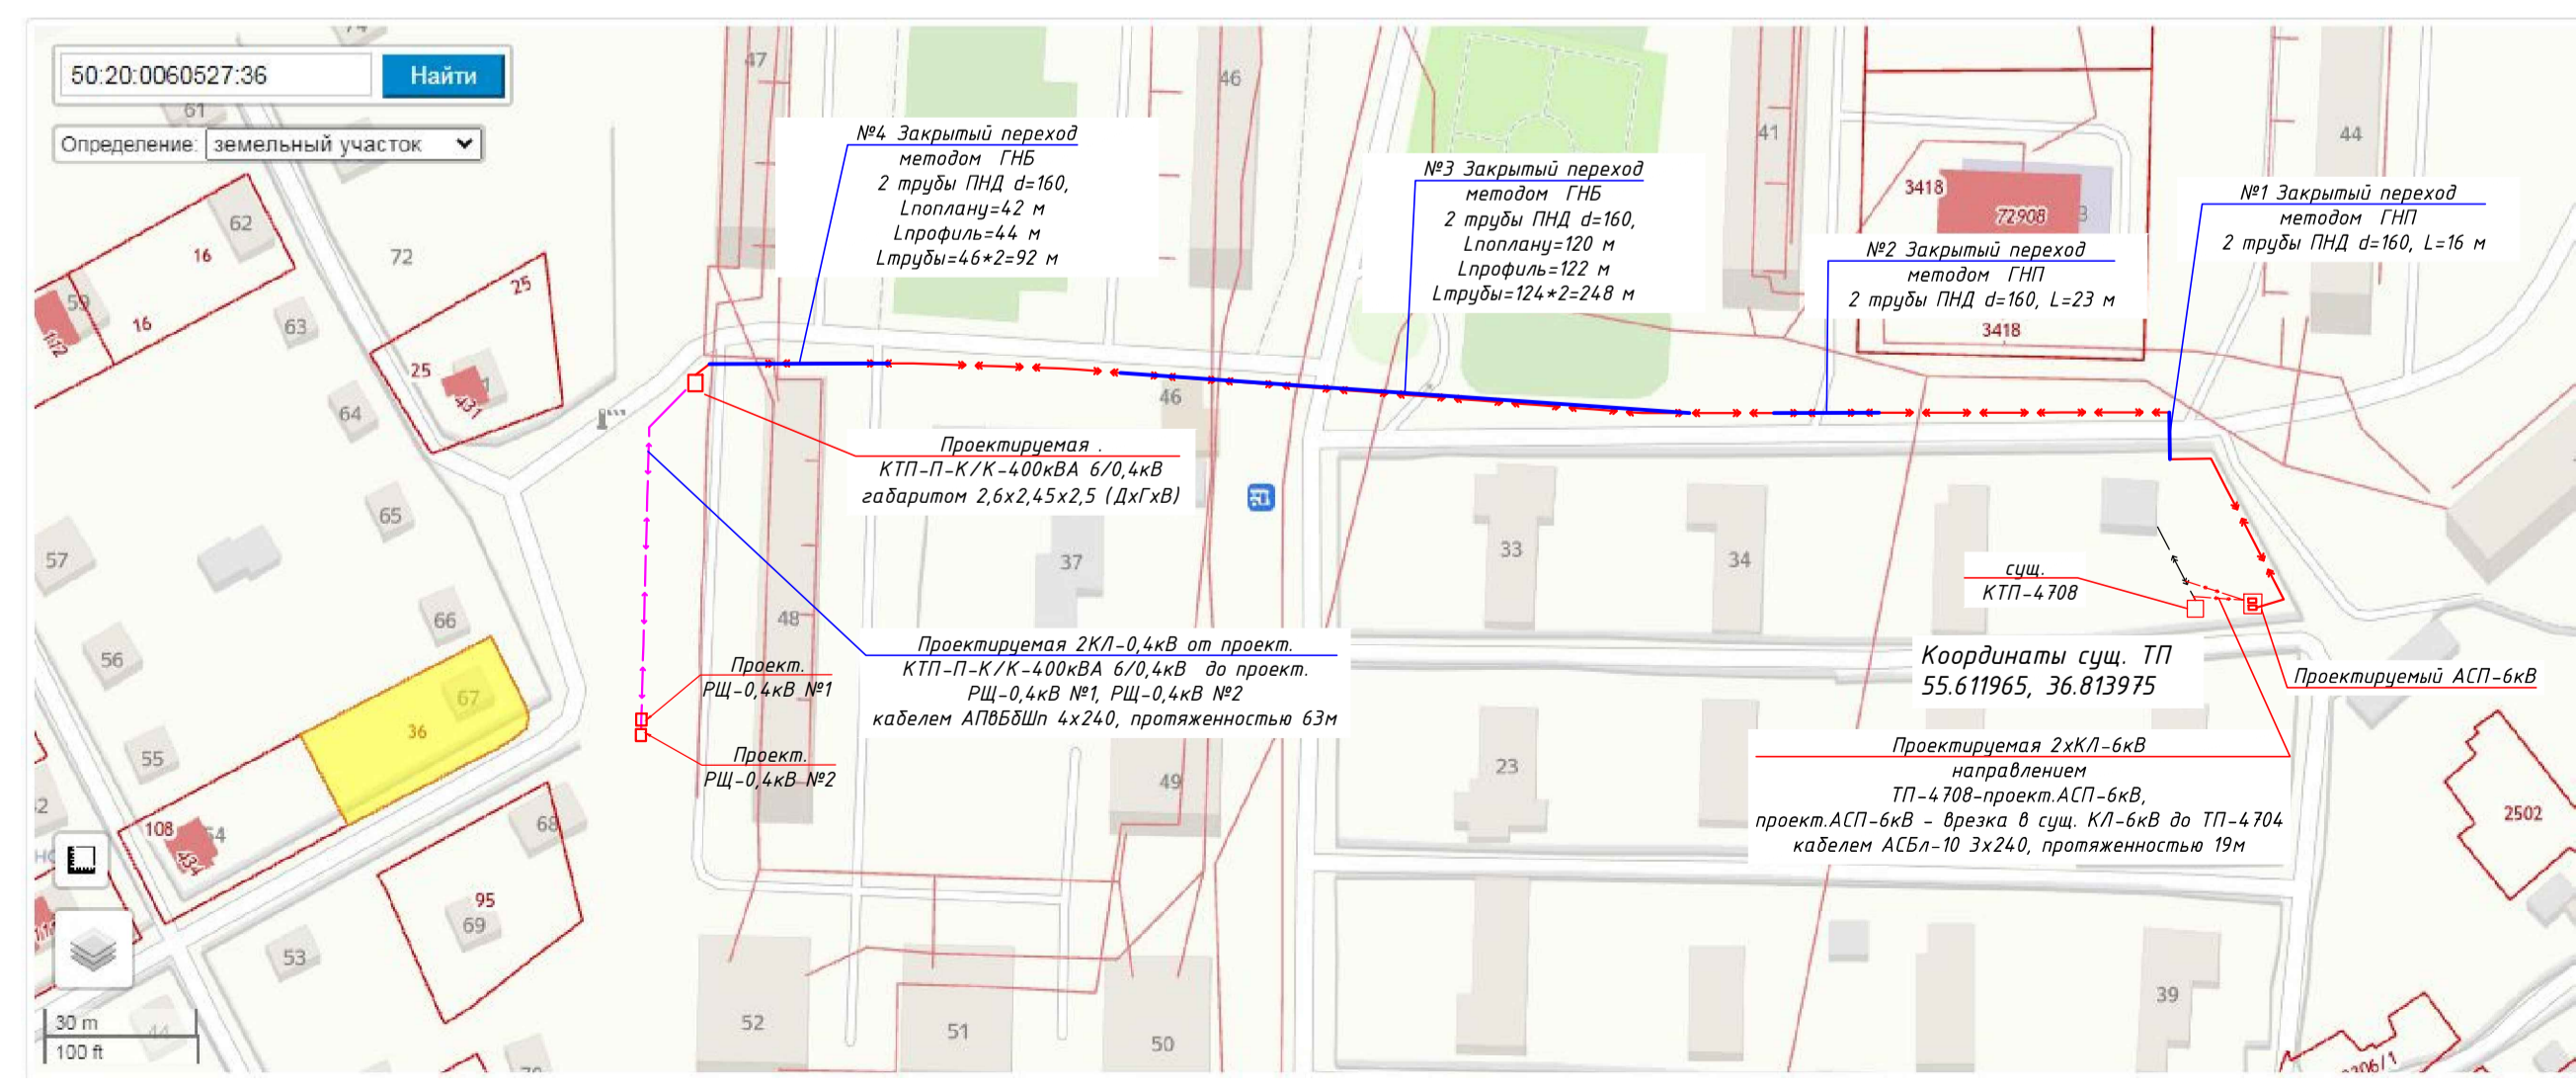 50:20:0060527:36
Найти
Определение: земельный участок
№4 Закрытый переход
методом ГНБ
2 трубы ПНД d=160,
Lпоплану=42 м
Lпрофиль=44 м
Lтрубы=46*2=92 м
№3 Закрытый переход
методом ГНБ
2 трубы ПНД d=160,
Lпоплану=120 м
Lпрофиль=122 м
Lтрубы=124*2=248 м
№2 Закрытый переход
методом ГНП
2 трубы ПНД d=160, L=23 м
№1 Закрытый переход
методом ГНП
2 трубы ПНД d=160, L=16 м
Проектируемая .
КТП-П-К/К-400кВА 6/0,4кВ
габаритом 2,6х2,45х2,5 (ДхГхВ)
Проектируемая 2КЛ-0,4кВ от проект.
КТП-П-К/К-400кВА 6/0,4кВ до проект.
РЩ-0,4кВ №1, РЩ-0,4кВ №2
кабелем АПвБбШп 4х240, протяженностью 63м
Проект.
РЩ-0,4кВ №1
Проект.
РЩ-0,4кВ №2
сущ.
КТП-4708
Координаты сущ. ТП
55.611965, 36.813975
Проектируемый АСП-6кВ
Проектируемая 2хКЛ-6кВ
направлением
ТП-4708-проект.АСП-6кВ,
проект.АСП-6кВ - врезка в сущ. КЛ-6кВ до ТП-4704
кабелем АСБл-10 3х240, протяженностью 19м
74
61
47
46
41
44
62
16
72
59
112
16
63
25
25
431
64
3418
72908
3418
46
65
57
33
34
37
66
48
56
67
36
55
23
49
2502
108
54
434
68
95
69
53
39
52
51
50
44
70
30 m
100 ft